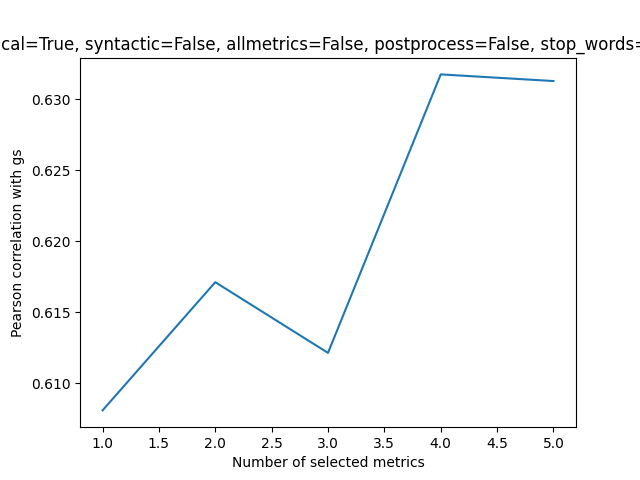 cal=True, syntactic=False, allmetrics=False, postprocess=False, stop_words=
0.630
0.625
0.620
0.615
0.610
Pearson correlation with gs
1.0 1.5 2.0 2.5 3.0 3.5 4.0 4.5 5.0
Number of selected metrics